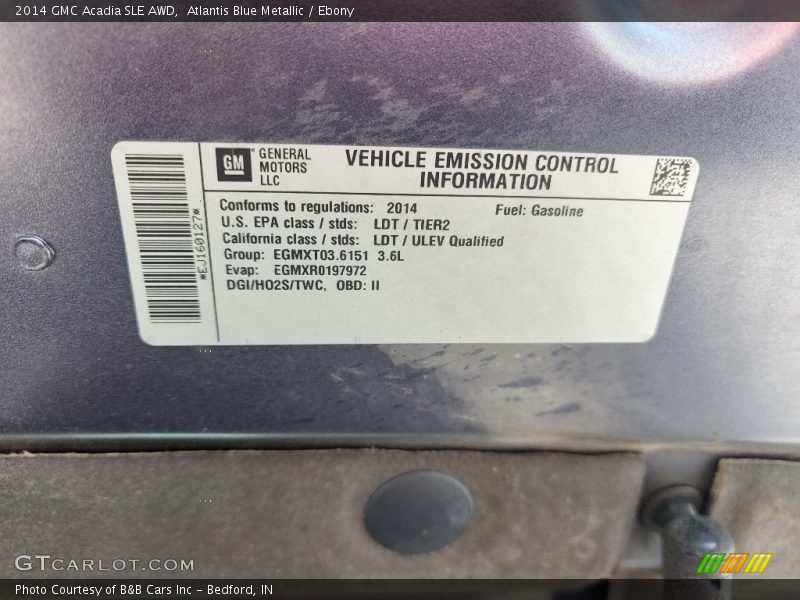 2014 GMC Acadia SLE AWD,  Atlantis Blue Metallic / Ebony
GM
GENERAL
MOTORS
LLC
VEHICLE EMISSION CONTROL
INFORMATION
*EJ160127*
Conforms to regulations: 2014
Fuel: Gasoline
U.S. EPA class / stds: LDT / TIER2
California class / stds: LDT / ULEV Qualified
Group: EGMXT03.6151 3.6L
Evap: EGMXR0197972
DGI/HO2S/TWC, OBD: II
GTCARLOT.COM
Photo Courtesy of B&B Cars Inc – Bedford, IN